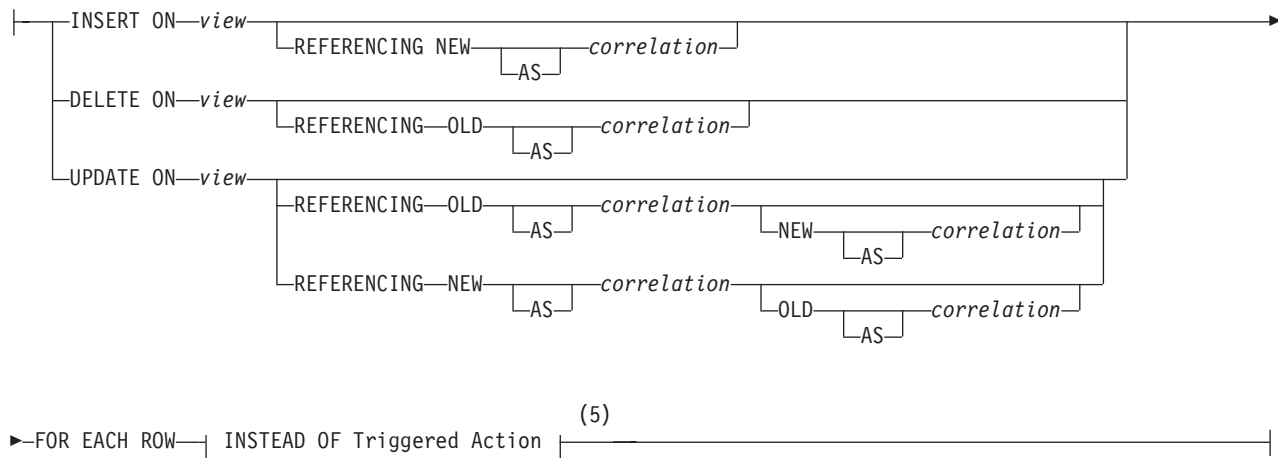 INSERT ON view
REFERENCING NEW correlation
AS
DELETE ON view
REFERENCING OLD correlation
AS
UPDATE ON view
REFERENCING OLD correlation
AS
NEW correlation
AS
REFERENCING NEW correlation
AS
OLD correlation
AS
(5)
FOR EACH ROW INSTEAD OF Triggered Action